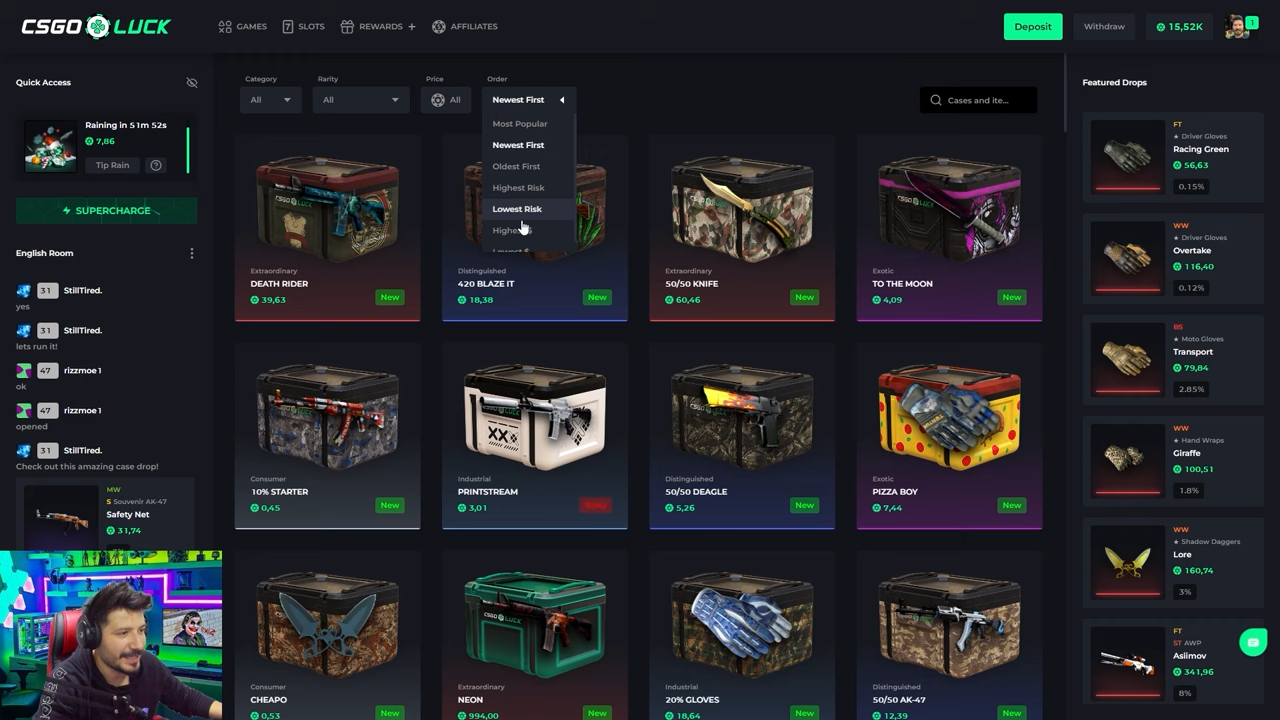 CSGO LUCK
GAMES
SLOTS
REWARDS +
AFFILIATES
Deposit
Withdraw
15,52K
1
Quick Access
Raining in 51m 52s
7,86
Tip Rain
SUPERCHARGE
English Room
31 StillTired.
yes
31 StillTired.
lets run it!
47 rizzmoe1
ok
47 rizzmoe1
opened
31 StillTired.
Check out this amazing case drop!
MW
S Souvenir AK-47
Safety Net
31,74
Category
All
Rarity
All
Price
All
Order
Newest First
Most Popular
Newest First
Oldest First
Highest Risk
Lowest Risk
Cases and ite...
Extraordinary
DEATH RIDER
39,63
New
Distinguished
420 BLAZE IT
18,38
New
Extraordinary
50/50 KNIFE
60,46
New
Exotic
TO THE MOON
4,09
New
Consumer
10% STARTER
0,45
New
Industrial
PRINTSTREAM
3,01
Distinguished
50/50 DEAGLE
5,26
New
Exotic
PIZZA BOY
7,44
New
Consumer
CHEAPO
0,53
New
Extraordinary
NEON
994,00
New
Industrial
20% GLOVES
18,64
New
Distinguished
50/50 AK-47
12,39
New
Featured Drops
FT
★ Driver Gloves
Racing Green
56,63
0.15%
WW
★ Driver Gloves
Overtake
116,40
0.12%
BS
★ Moto Gloves
Transport
79,84
2.85%
WW
★ Hand Wraps
Giraffe
100,51
1.8%
WW
★ Shadow Daggers
Lore
160,74
3%
FT
ST AWP
Asiimov
341,96
8%